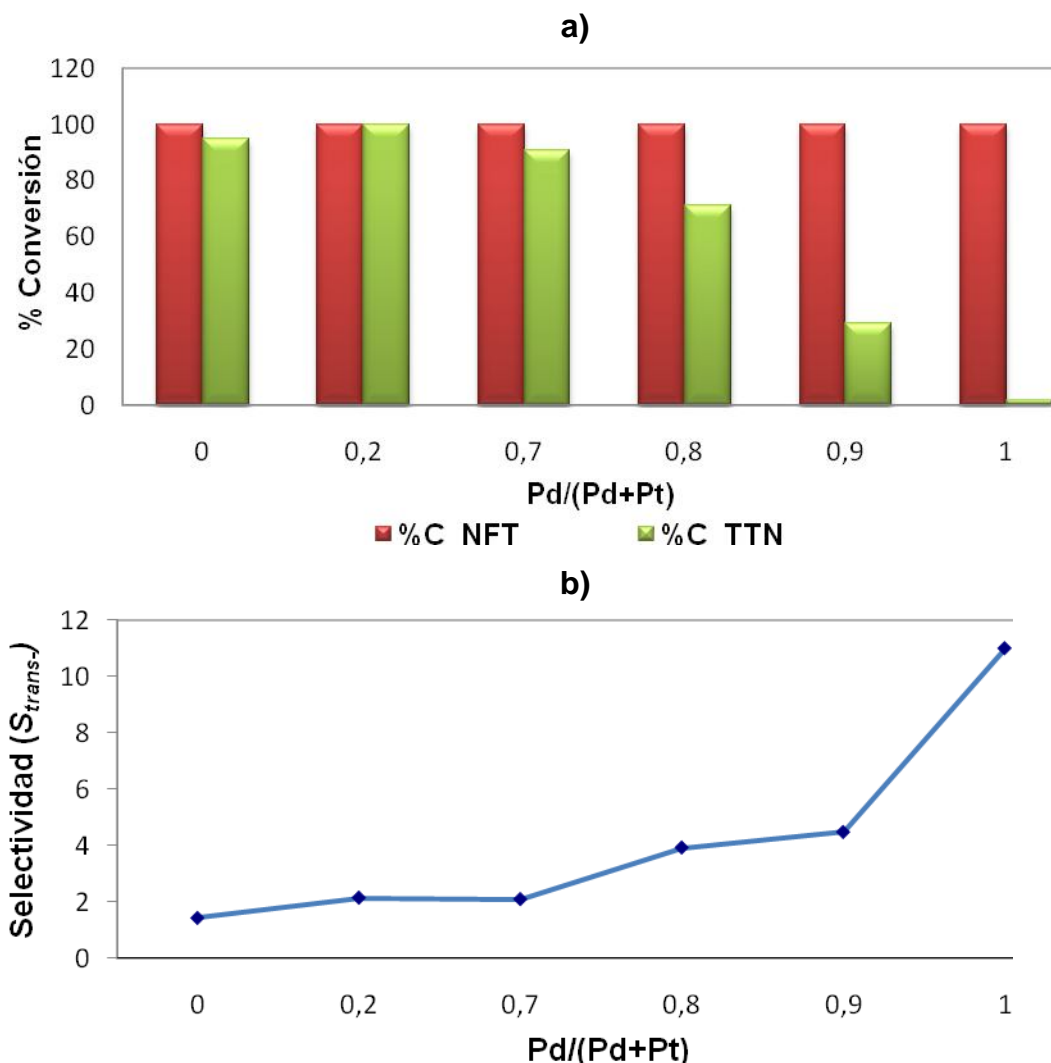 a)
% Conversión
120
100
80
60
40
20
0
0 0,2 0,7 0,8 0,9 1
Pd/(Pd+Pt)
%C NFT %C TTN
b)
Selectividad (Strans-)
12
10
8
6
4
2
0
0 0,2 0,7 0,8 0,9 1
Pd/(Pd+Pt)